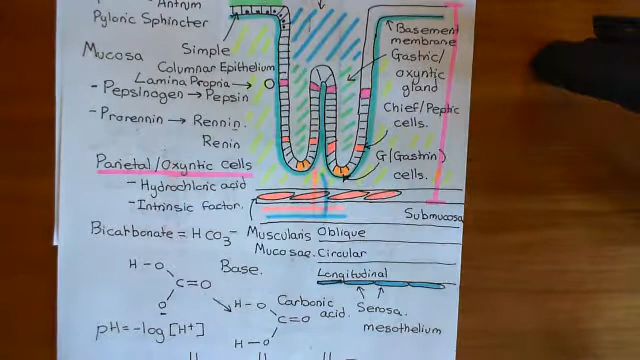 Antrum
Pyloric Sphincter
Mucosa
Simple
Columnar Epithelium
Lamina Propria
- Pepsinogen → Pepsin
- Prorennin → Rennin.
Renin
Parietal/Oxyntic cells
- Hydrochloric acid
- Intrinsic factor.
Basement
membrane
Gastric/
oxyntic
gland
Chief/Peptic
cells.
G(Gastrin)
cells.
Submucosa
Muscularis
Mucosae.
Oblique
Circular
Longitudinal
Serosa.
mesothelium
Bicarbonate = HCO3-
Base.
H-O
C=O
O
Carbonic
acid.
H-O
C=O
H-O
pH=-log[H+]